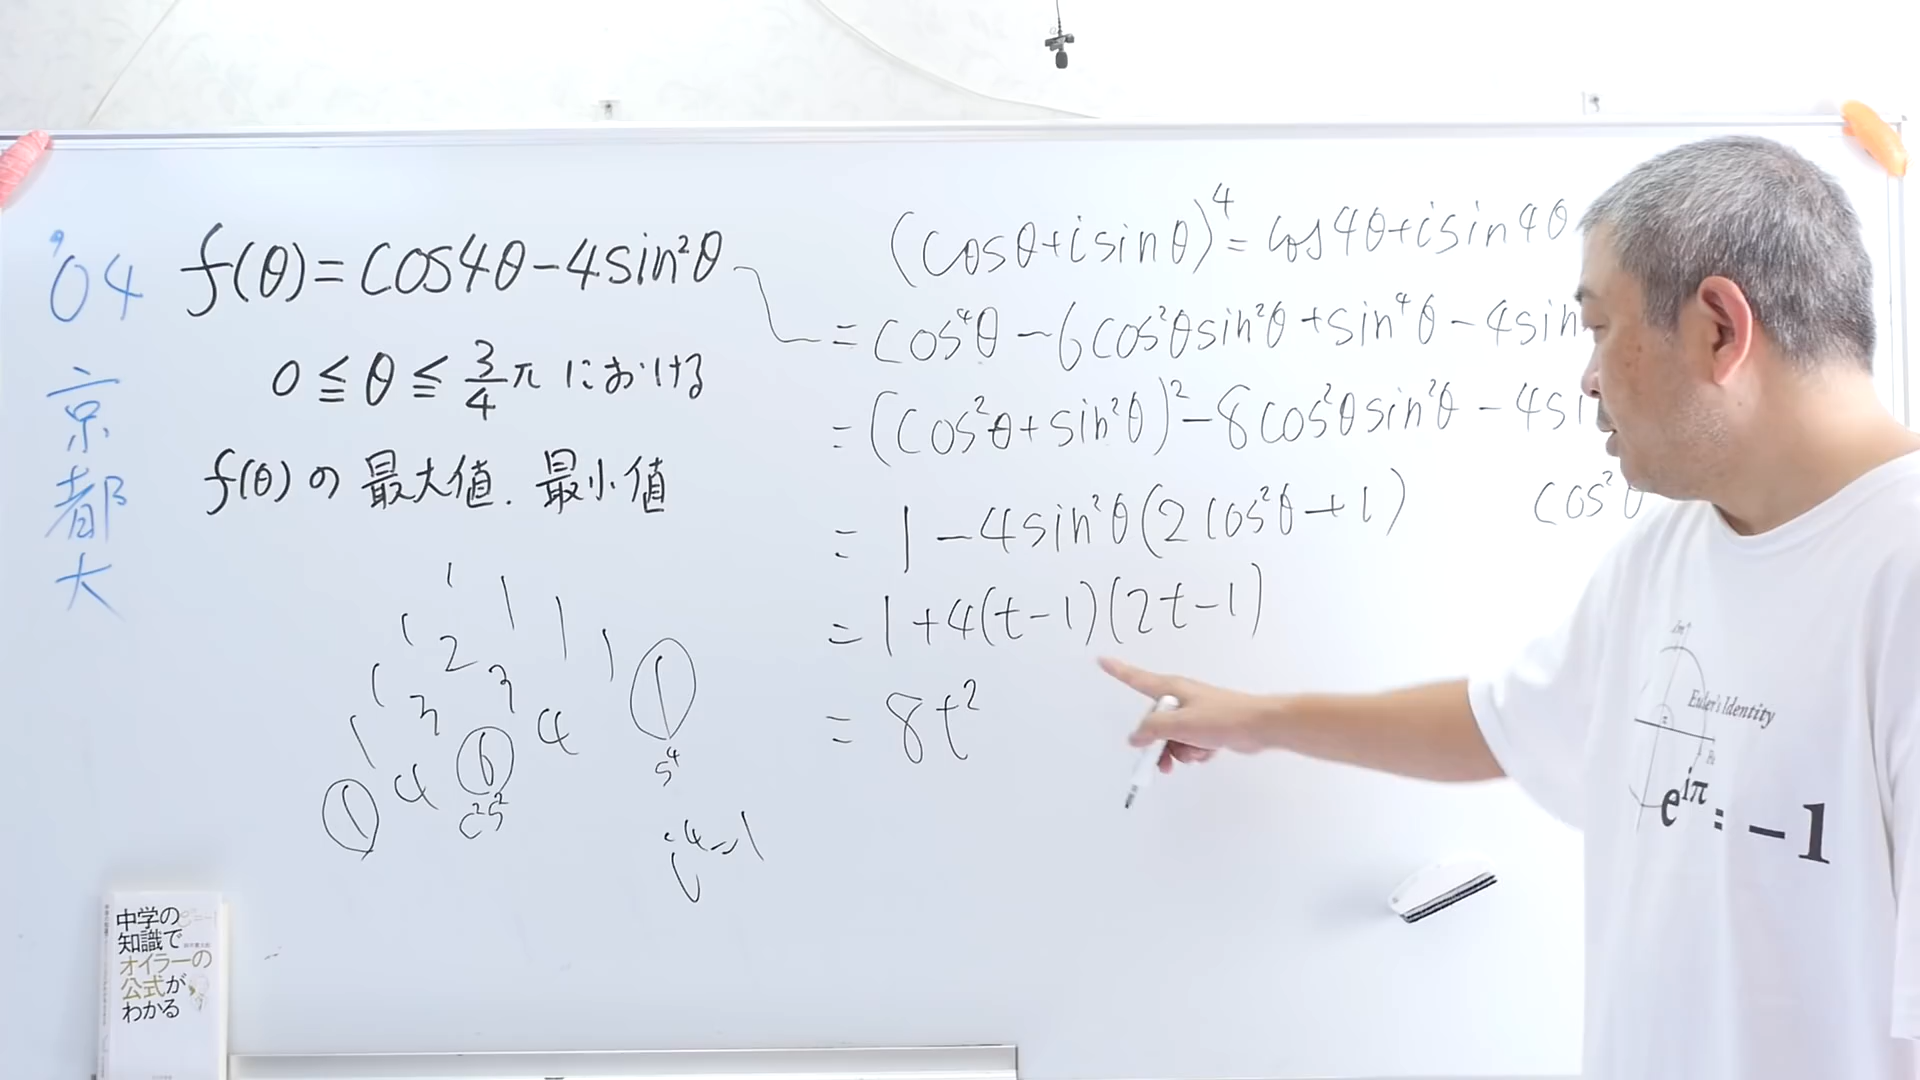 '04 京都大
f(θ)=cos4θ-4sin²θ
0≦θ≦3/4π における
f(θ)の最大値.最小値
1
1 1
1 2 1
1 3 3 1
1 4 6 4 1
c²s² s⁴
i⁴=1
(cosθ+isinθ)⁴=cos4θ+isin4θ
=cos⁴θ-6cos²θsin²θ+sin⁴θ-4sin
=(cos²θ+sin²θ)²-8cos²θsin²θ-4si
=1-4sin²θ(2cos²θ+1)
cos²θ
=1+4(t-1)(2t-1)
=8t²
中学の
知識で
オイラーの
公式が
わかる
Euler's Identity
e^iπ=-1